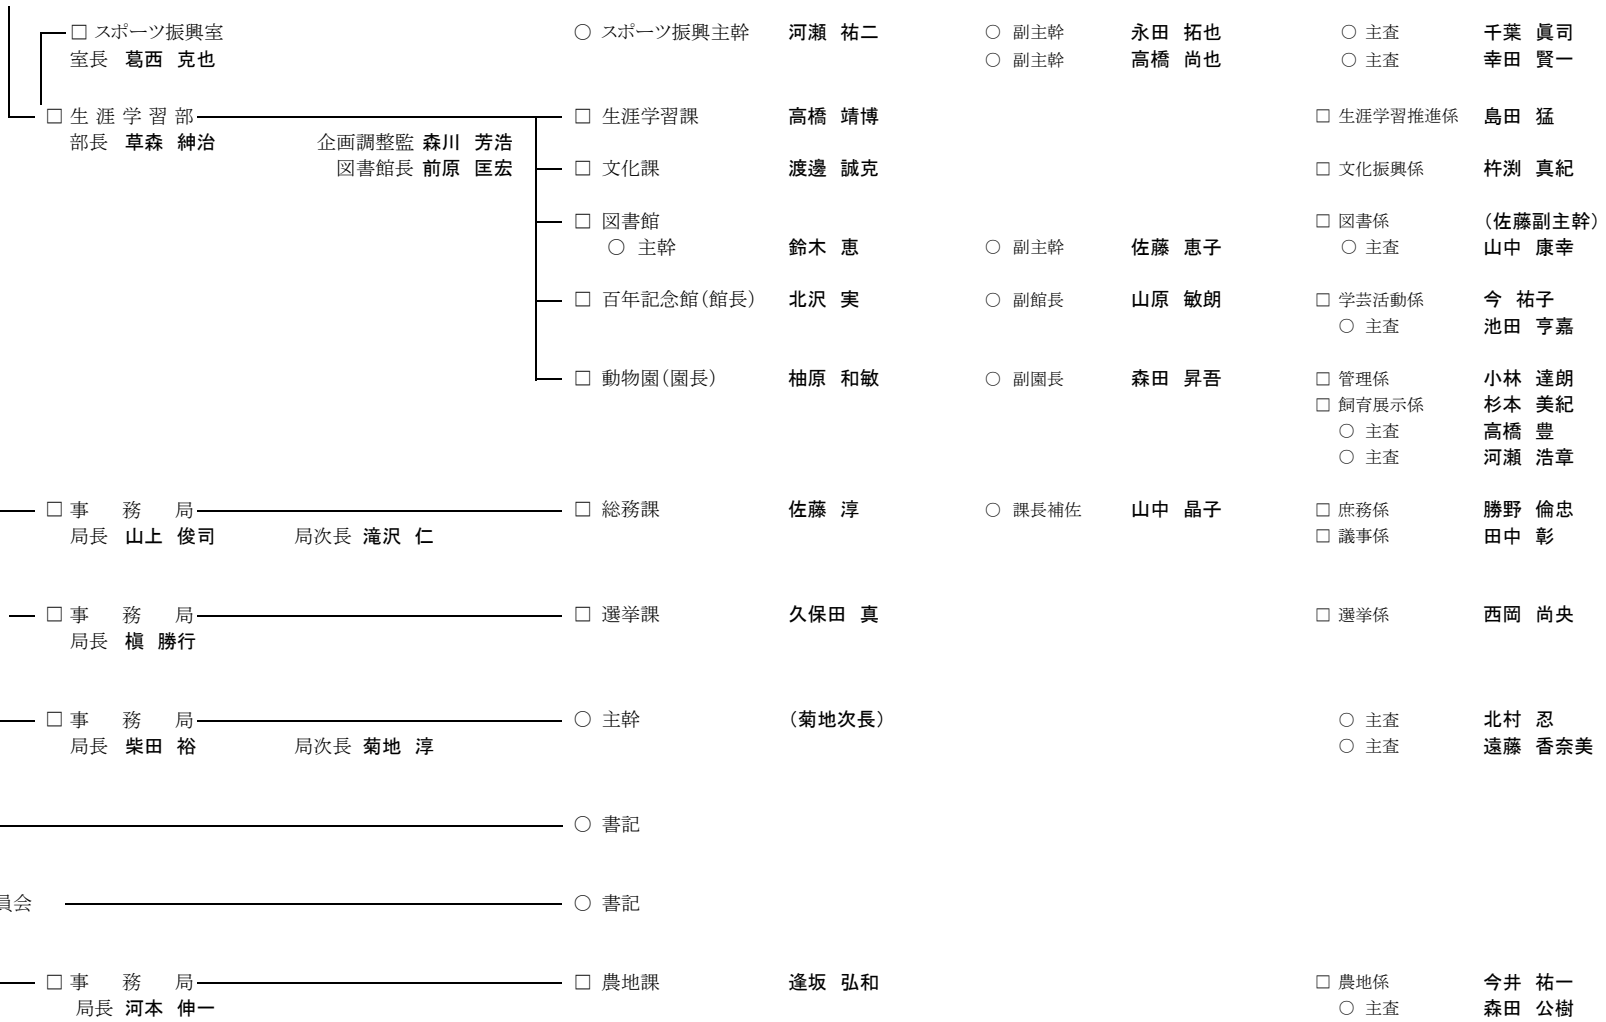 □ スポーツ振興室 ○ スポーツ振興主幹 河瀬 祐二 ○ 副主幹 永田 拓也 ○ 主査 千葉 眞司
室長 葛西 克也 ○ 副主幹 高橋 尚也 ○ 主査 幸田 賢一
□ 生涯学習部 □ 生涯学習課 高橋 靖博 □ 生涯学習推進係 島田 猛
部長 草森 紳治 企画調整監 森川 芳浩
図書館長 前原 匡宏 □ 文化課 渡邊 誠克 □ 文化振興係 杵渕 真紀
□ 図書館 □ 図書係 (佐藤副主幹)
○ 主幹 鈴木 恵 ○ 副主幹 佐藤 恵子 ○ 主査 山中 康幸
□ 百年記念館(館長) 北沢 実 ○ 副館長 山原 敏朗 □ 学芸活動係 今 祐子
○ 主査 池田 亨嘉
□ 動物園(園長) 柚原 和敏 ○ 副園長 森田 昇吾 □ 管理係 小林 達朗
□ 飼育展示係 杉本 美紀
○ 主査 高橋 豊
○ 主査 河瀬 浩章
□ 事務局 □ 総務課 佐藤 淳 ○ 課長補佐 山中 晶子 □ 庶務係 勝野 倫忠
局長 山上 俊司 局次長 滝沢 仁 □ 議事係 田中 彰
□ 事務局 □ 選挙課 久保田 真 □ 選挙係 西岡 尚央
局長 槇 勝行
□ 事務局 ○ 主幹 (菊地次長) ○ 主査 北村 忍
局長 柴田 裕 局次長 菊地 淳 ○ 主査 遠藤 香奈美
○ 書記
員会 ○ 書記
□ 事務局 □ 農地課 逢坂 弘和 □ 農地係 今井 祐一
局長 河本 伸一 ○ 主査 森田 公樹